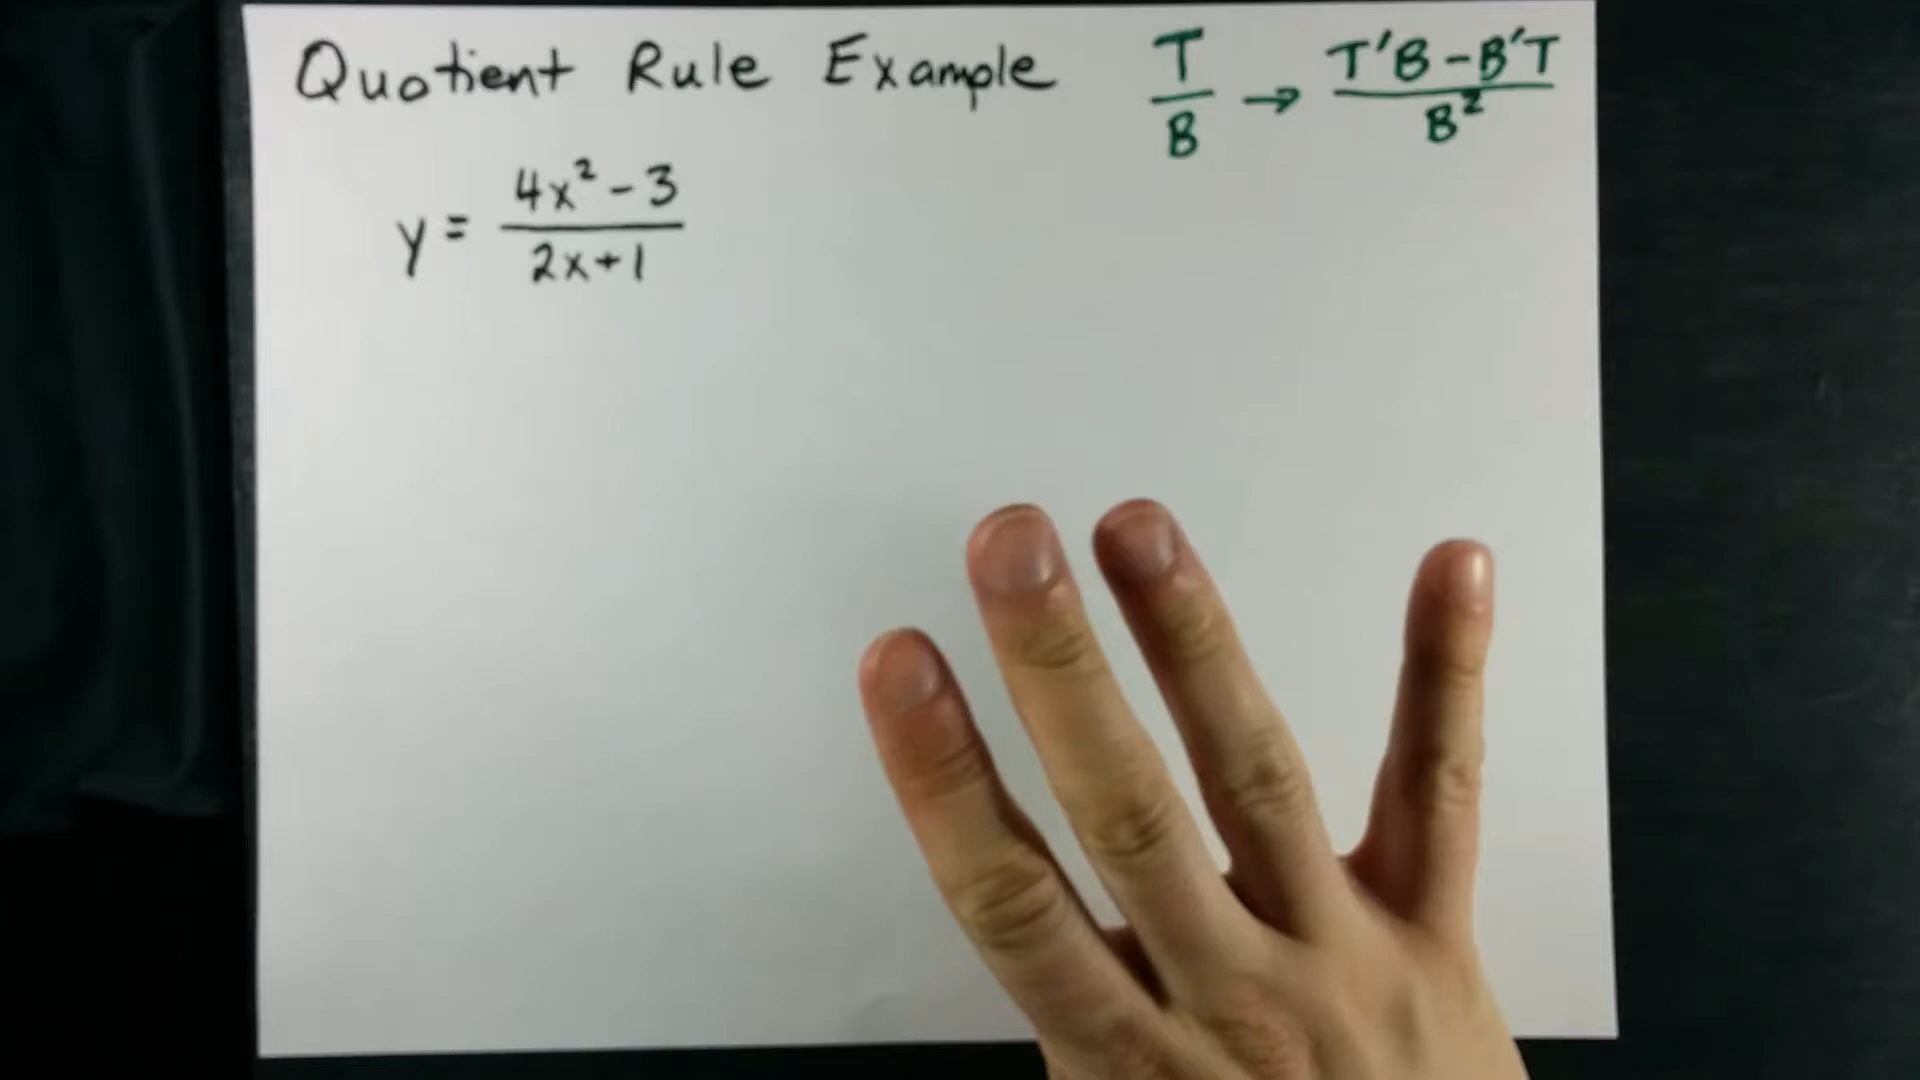 Quotient Rule Example
T/B → (T'B - B'T)/B²
y = (4x² - 3)/(2x+1)